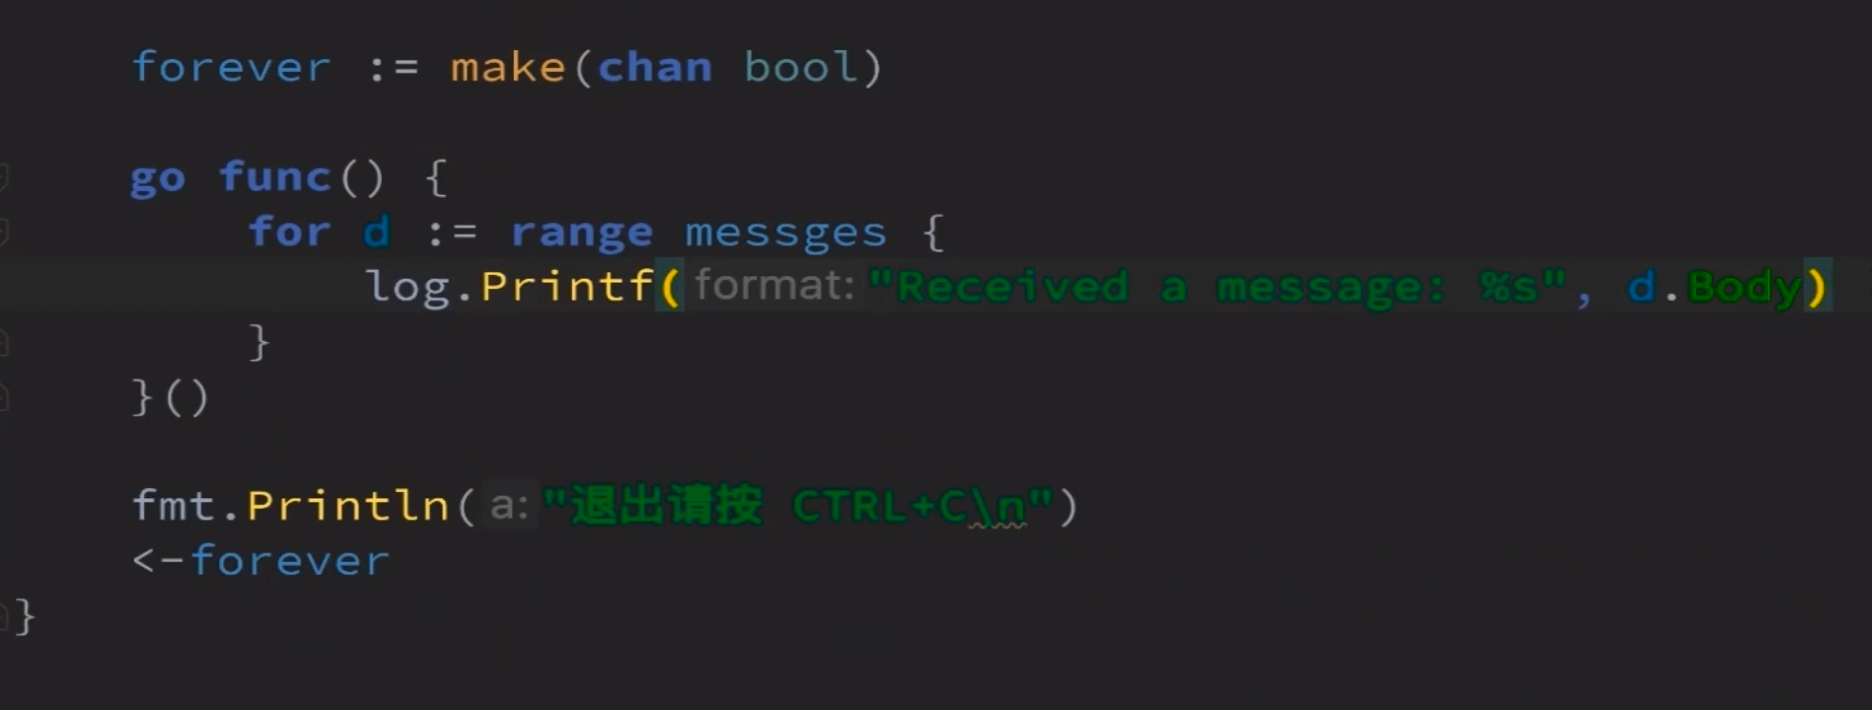 forever := make(chan bool)
go func() {
for d := range messges {
log.Printf( format: "Received a message: %s", d.Body)
}
}()
fmt.Println( a: "退出请按 CTRL+C\n")
<-forever
}